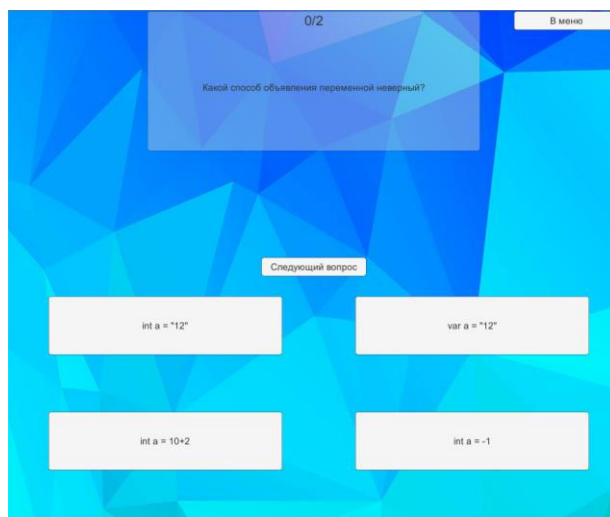 0/2
В меню
Какой способ объявления переменной неверный?
Следующий вопрос
int a = "12"
var a = "12"
int a = 10+2
int a = -1